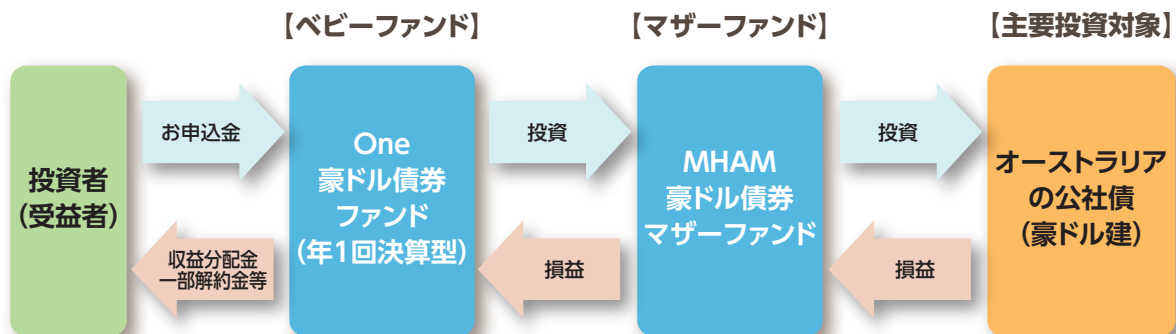 【ベビーファンド】
【マザーファンド】
【主要投資対象】
投資者
(受益者)
お申込金
収益分配金
一部解約金等
One
豪ドル債券
ファンド
(年1回決算型)
投資
損益
MHAM
豪ドル債券
マザーファンド
投資
損益
オーストラリア
の公社債
(豪ドル建)